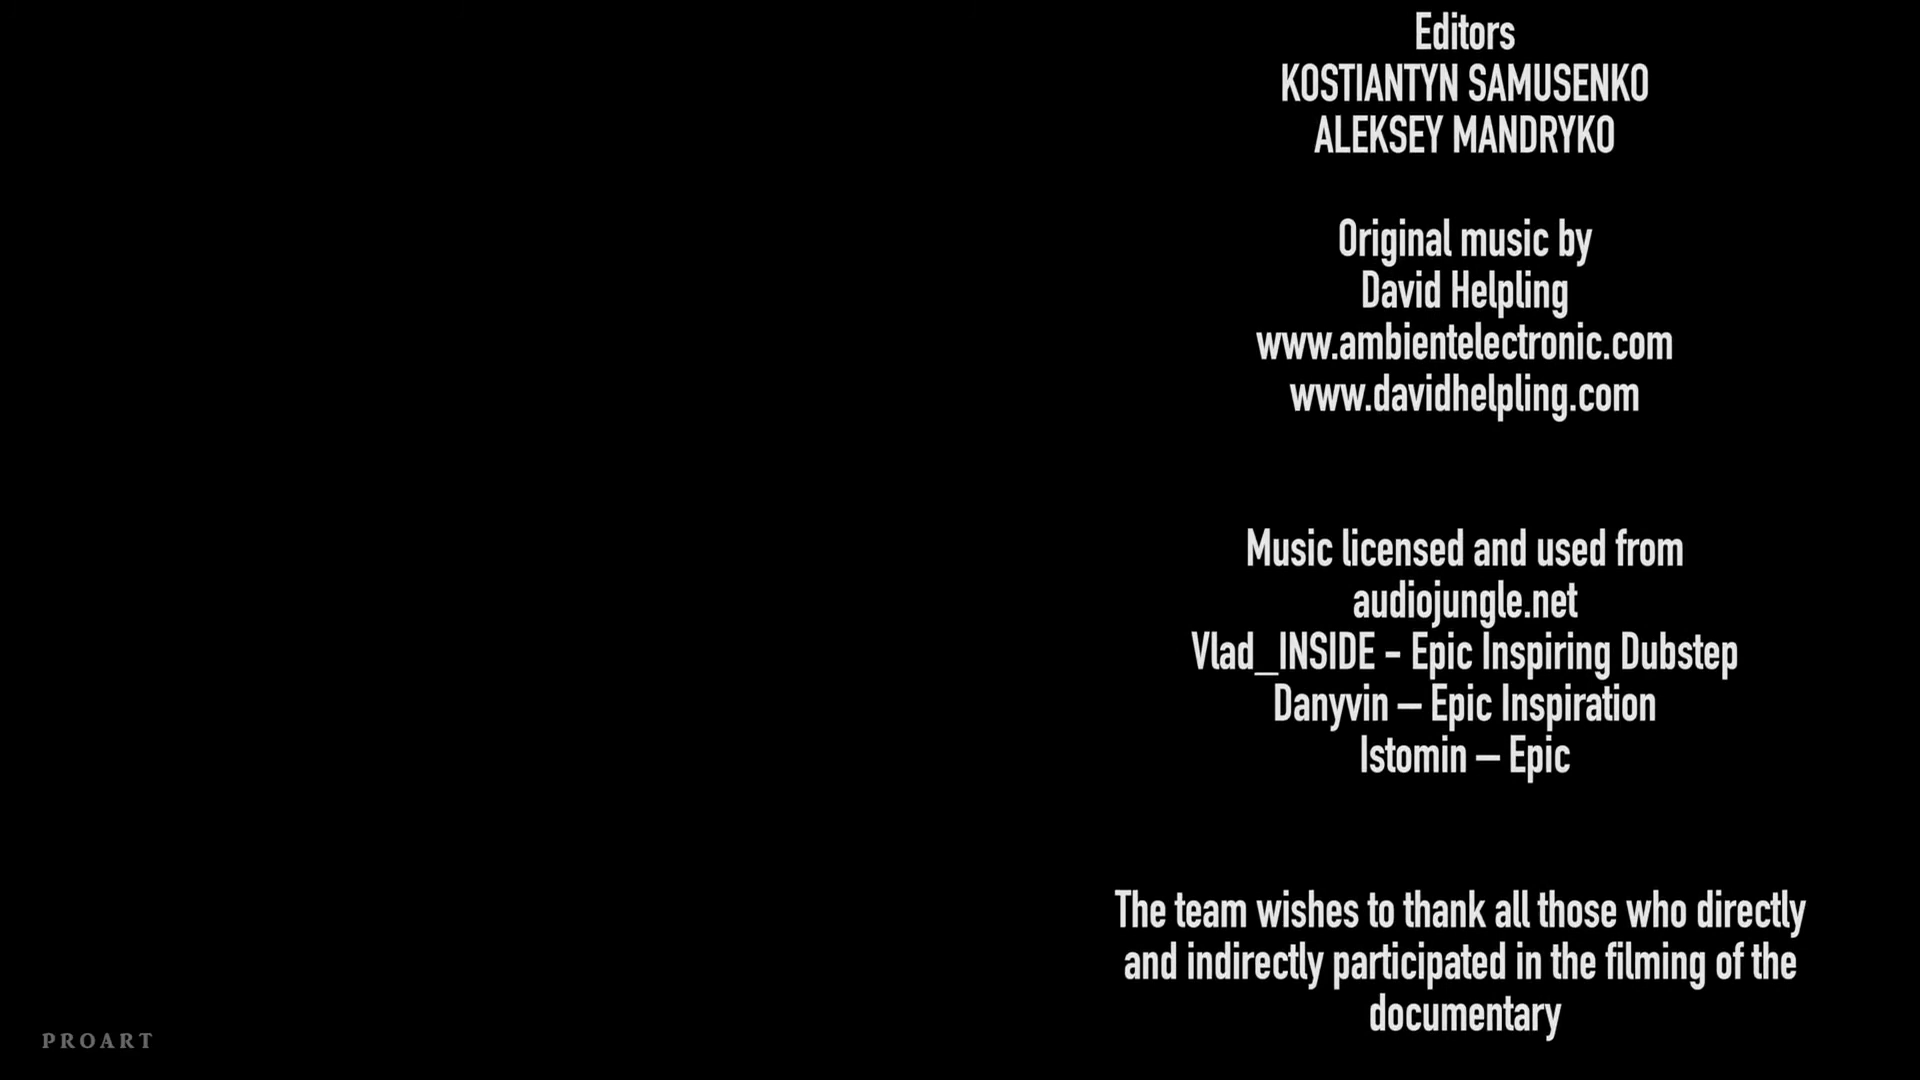 Editors
KOSTIANTYN SAMUSENKO
ALEKSEY MANDRYKO
Original music by
David Helpling
www.ambientelectronic.com
www.davidhelpling.com
Music licensed and used from
audiojungle.net
Vlad_INSIDE - Epic Inspiring Dubstep
Danyvin – Epic Inspiration
Istomin – Epic
The team wishes to thank all those who directly
and indirectly participated in the filming of the
documentary
PROART